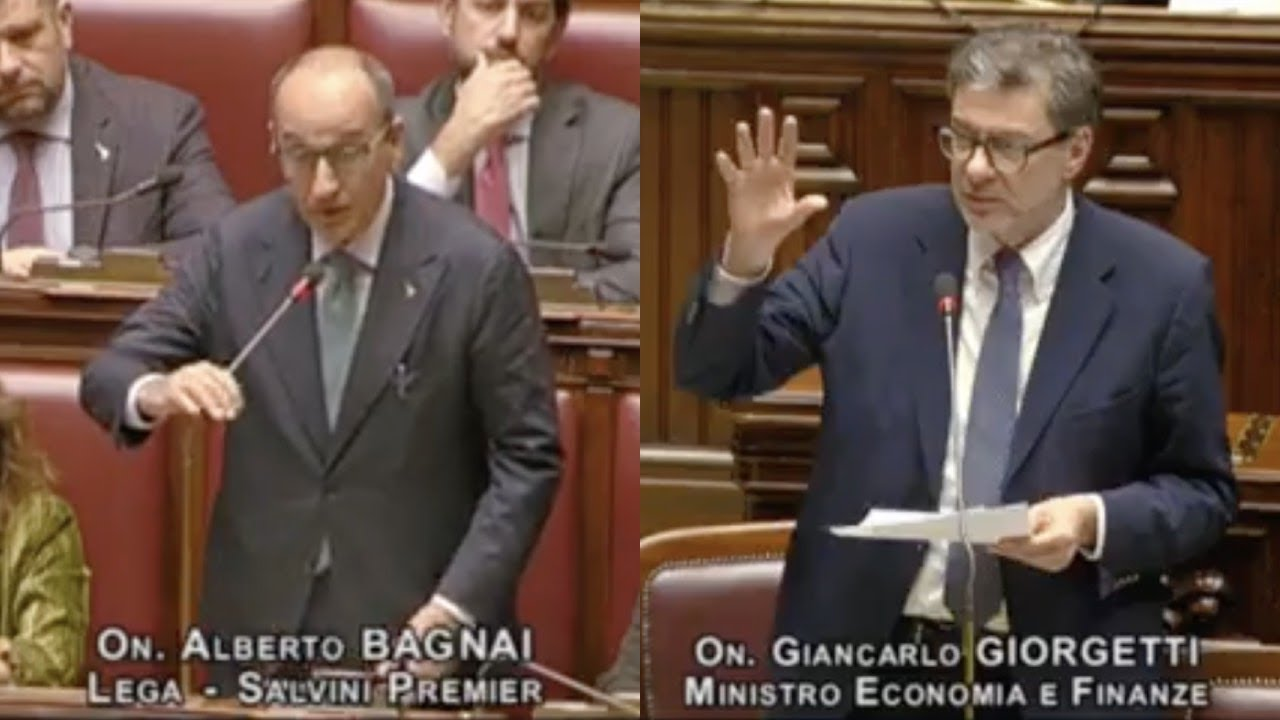 ON. ALBERTO BAGNAI
LEGA - SALVINI PREMIER
ON. GIANCARLO GIORGETTI
MINISTRO ECONOMIA E FINANZE